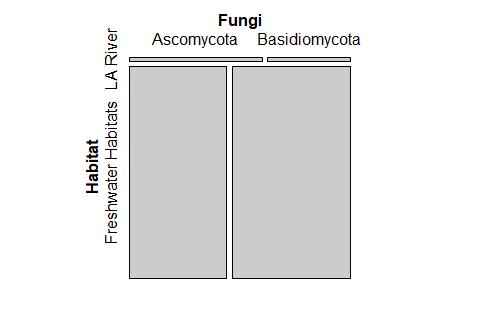 Fungi
Ascomycota Basidiomycota
LA River
Freshwater Habitats
Habitat